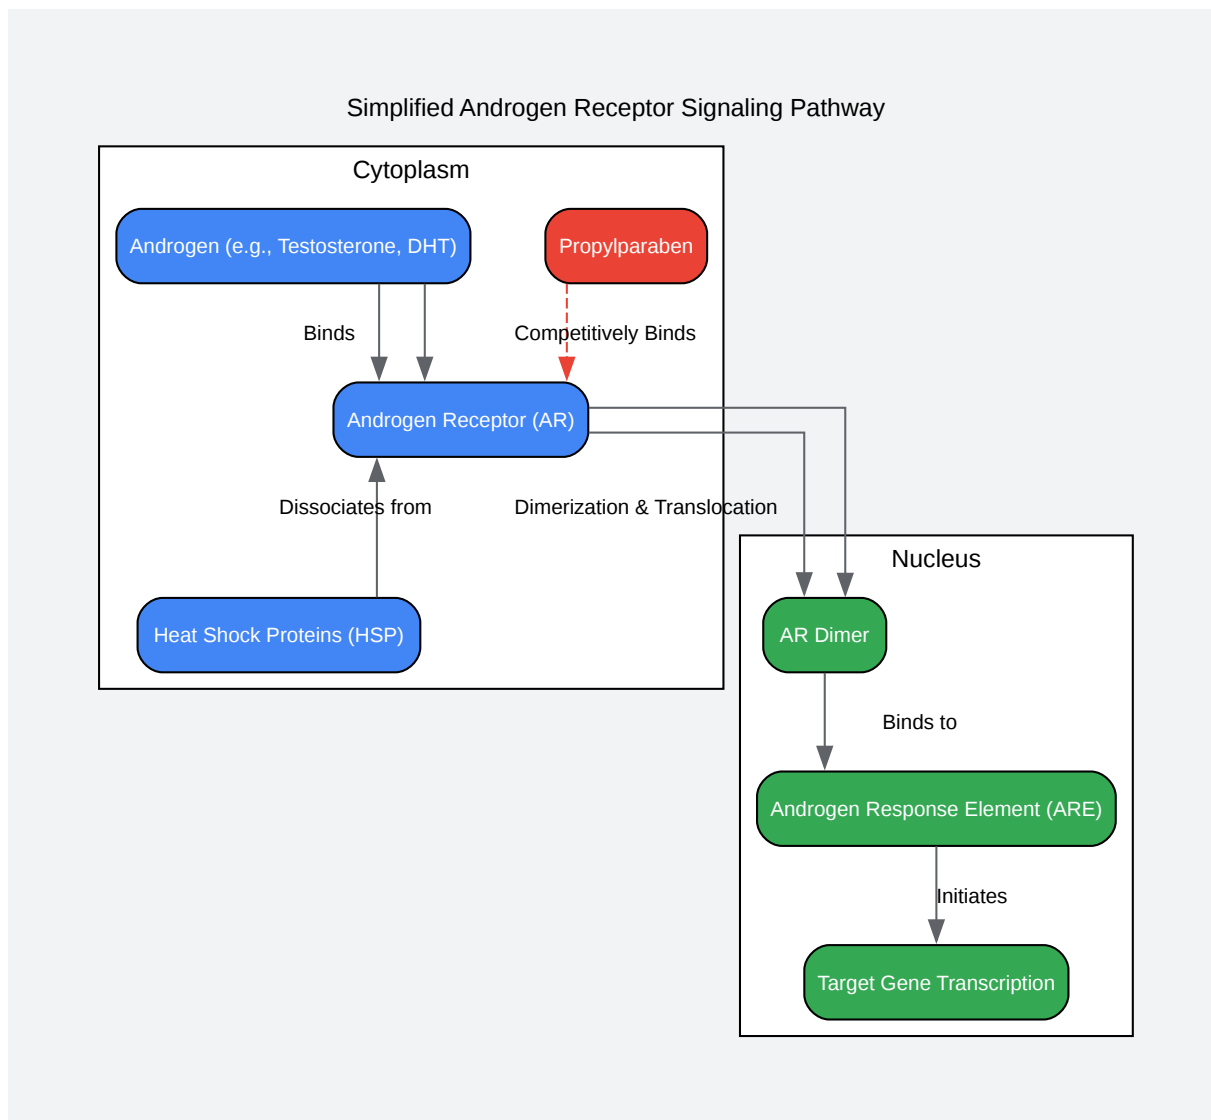 Simplified Androgen Receptor Signaling Pathway
Cytoplasm
Androgen (e.g., Testosterone, DHT)
Propylparaben
Binds
Competitively Binds
Androgen Receptor (AR)
Dissociates from
Dimerization & Translocation
Nucleus
Heat Shock Proteins (HSP)
AR Dimer
Binds to
Androgen Response Element (ARE)
Initiates
Target Gene Transcription